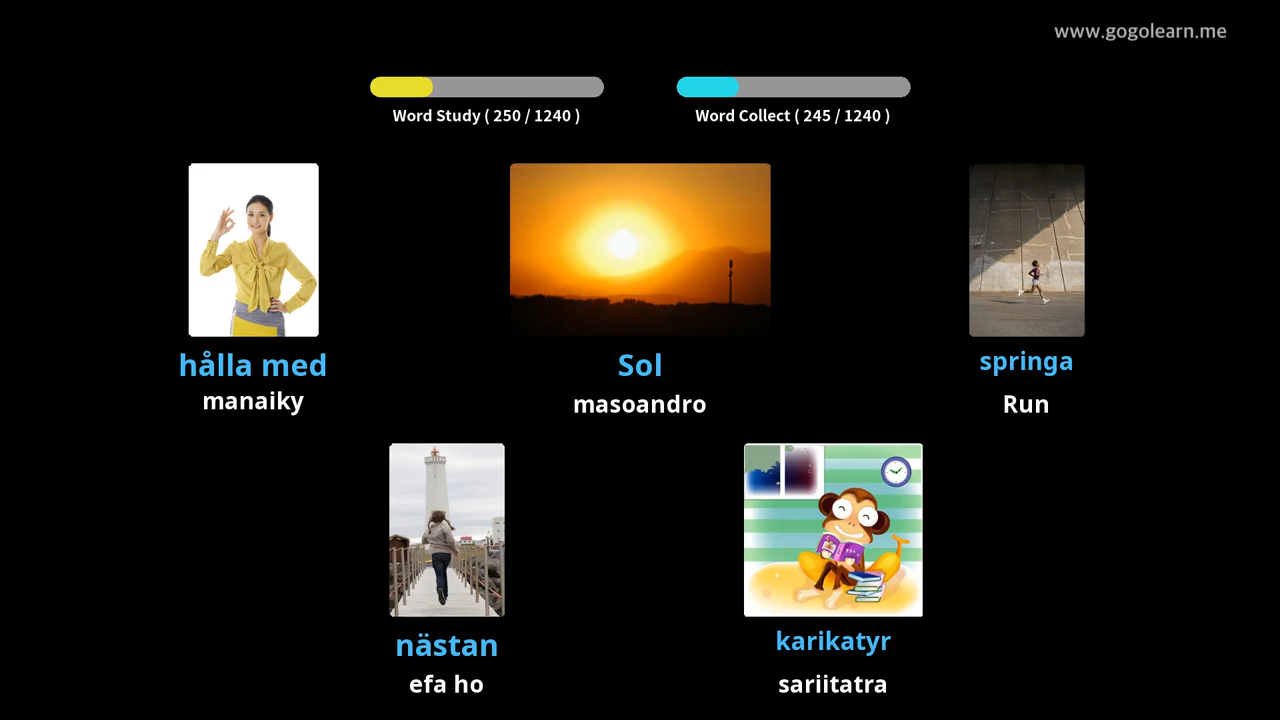 www.gogolearn.me
Word Study ( 250 / 1240 )
Word Collect ( 245 / 1240 )
hålla med
manaiky
Sol
masoandro
springa
Run
nästan
efa ho
karikatyr
sariitatra